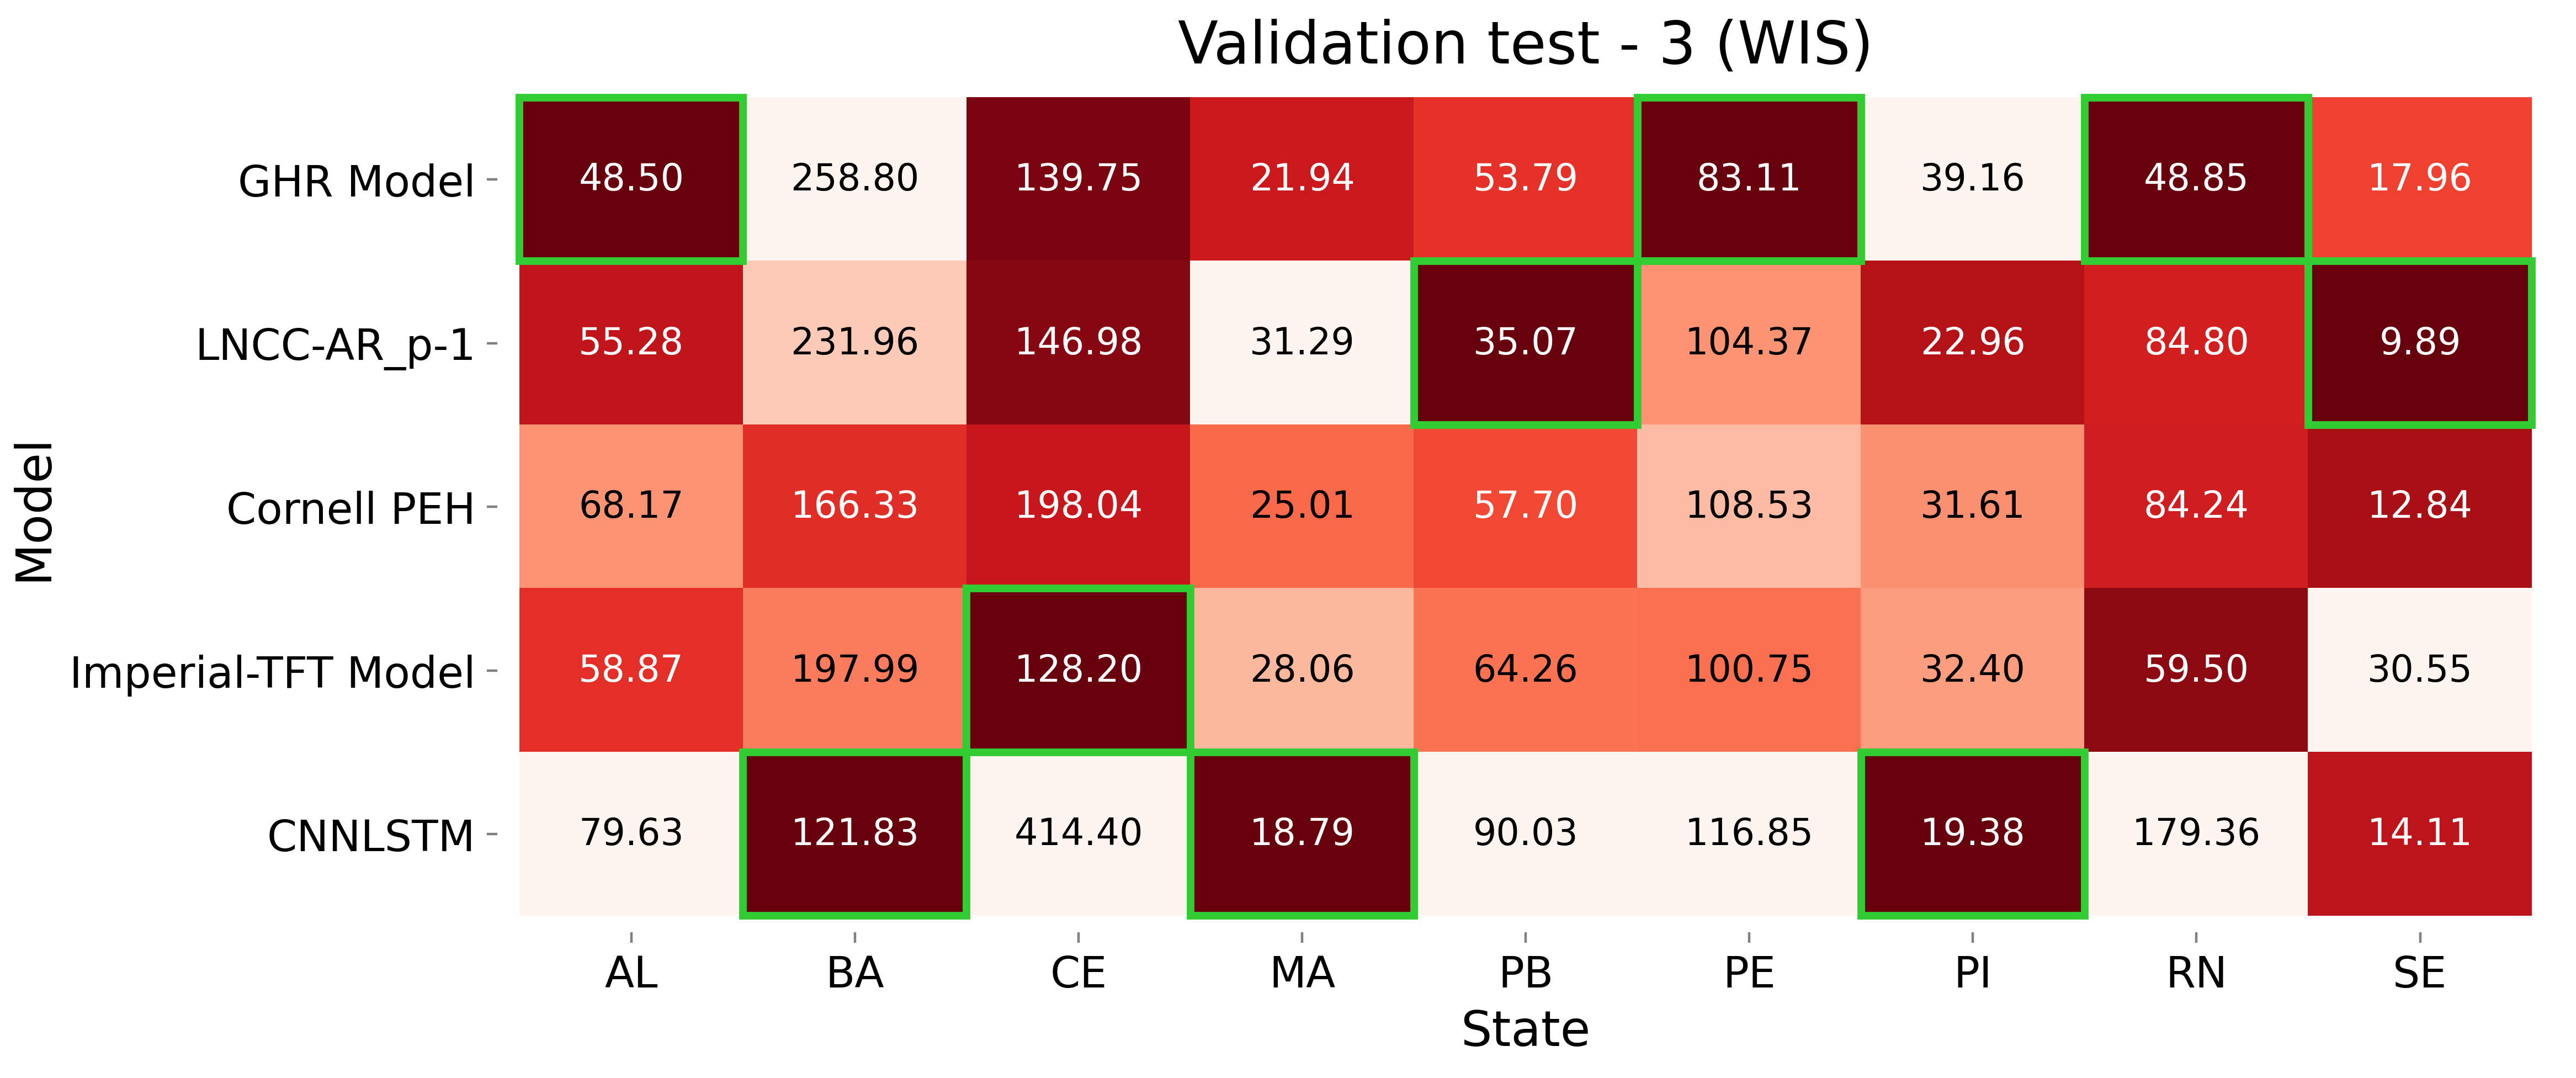 Validation test - 3 (WIS)
Model
GHR Model 48.50 258.80 139.75 21.94 53.79 83.11 39.16 48.85 17.96
LNCC-AR_p-1 55.28 231.96 146.98 31.29 35.07 104.37 22.96 84.80 9.89
Cornell PEH 68.17 166.33 198.04 25.01 57.70 108.53 31.61 84.24 12.84
Imperial-TFT Model 58.87 197.99 128.20 28.06 64.26 100.75 32.40 59.50 30.55
CNNLSTM 79.63 121.83 414.40 18.79 90.03 116.85 19.38 179.36 14.11
AL BA CE MA PB PE PI RN SE
State